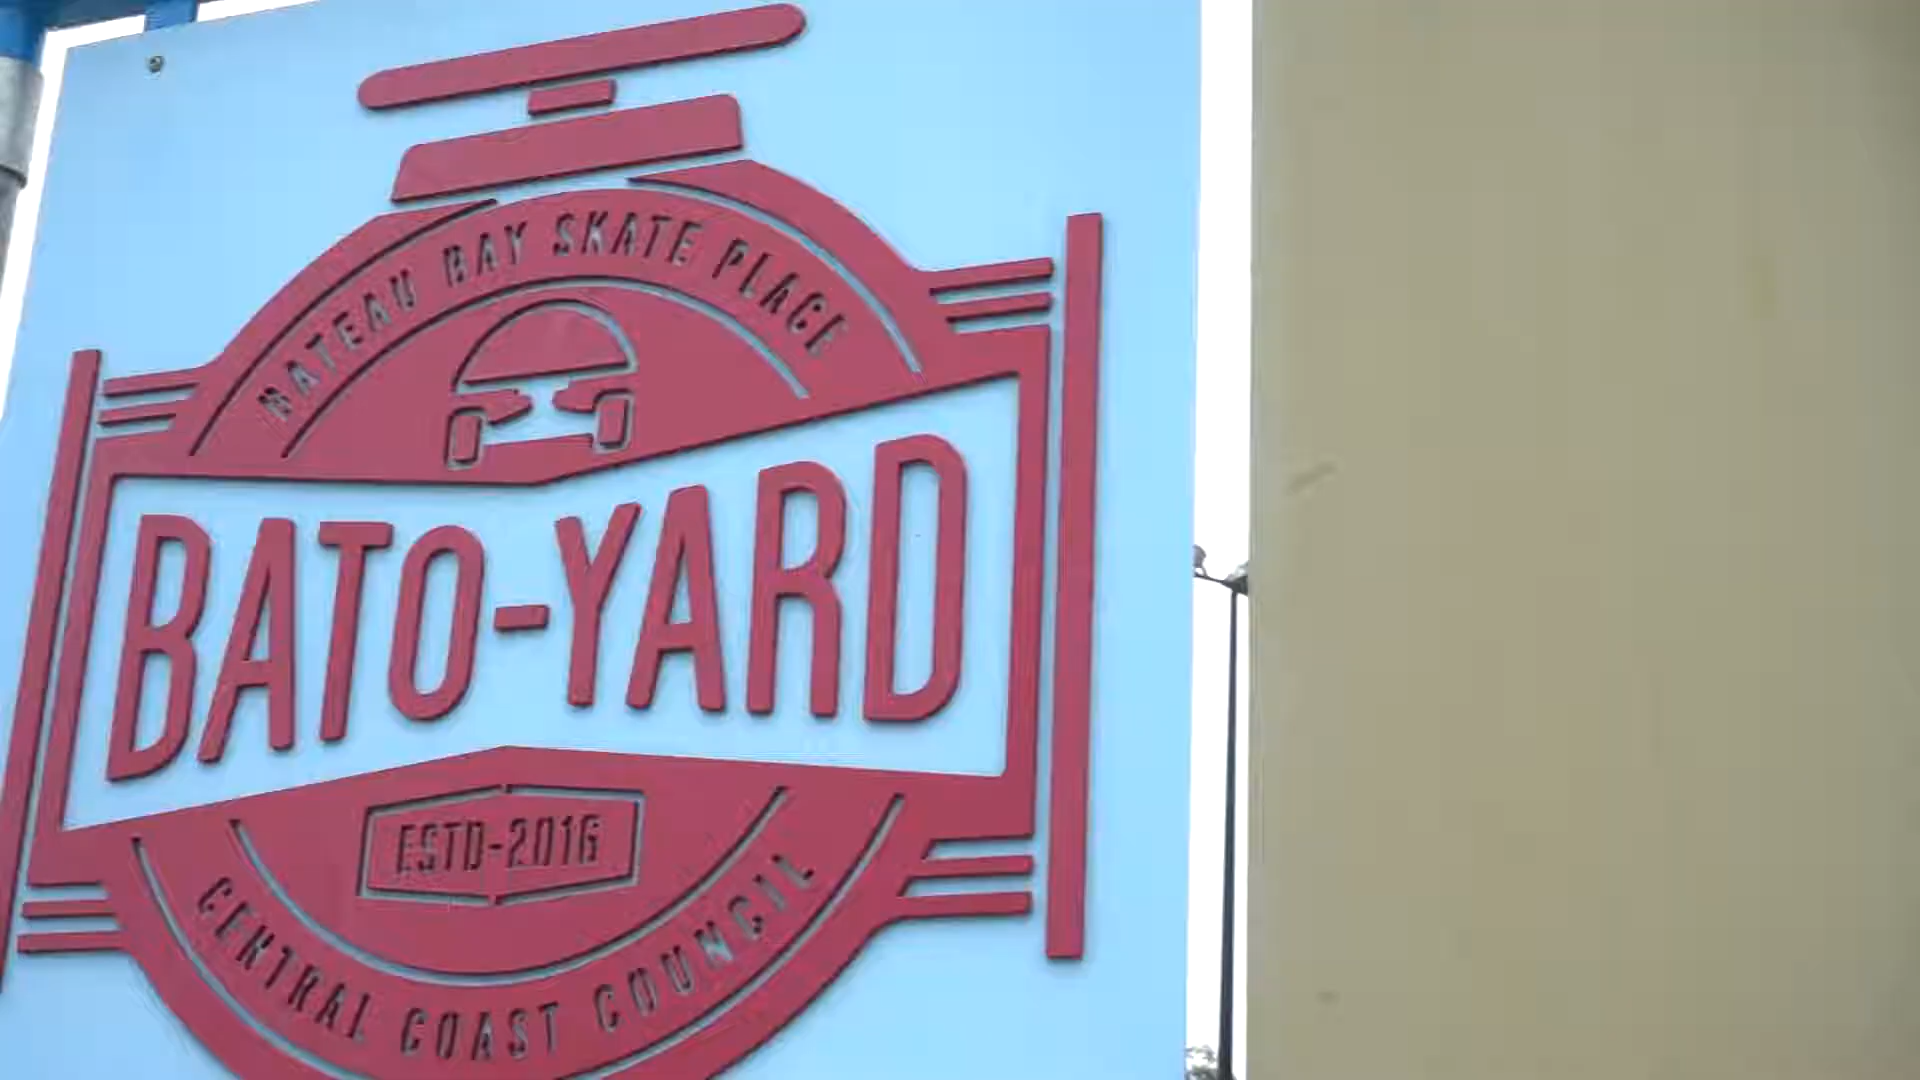 BATEAU BAY SKATE PLACE
BATO-YARD
ESTD-2016
CENTRAL COAST COUNCIL